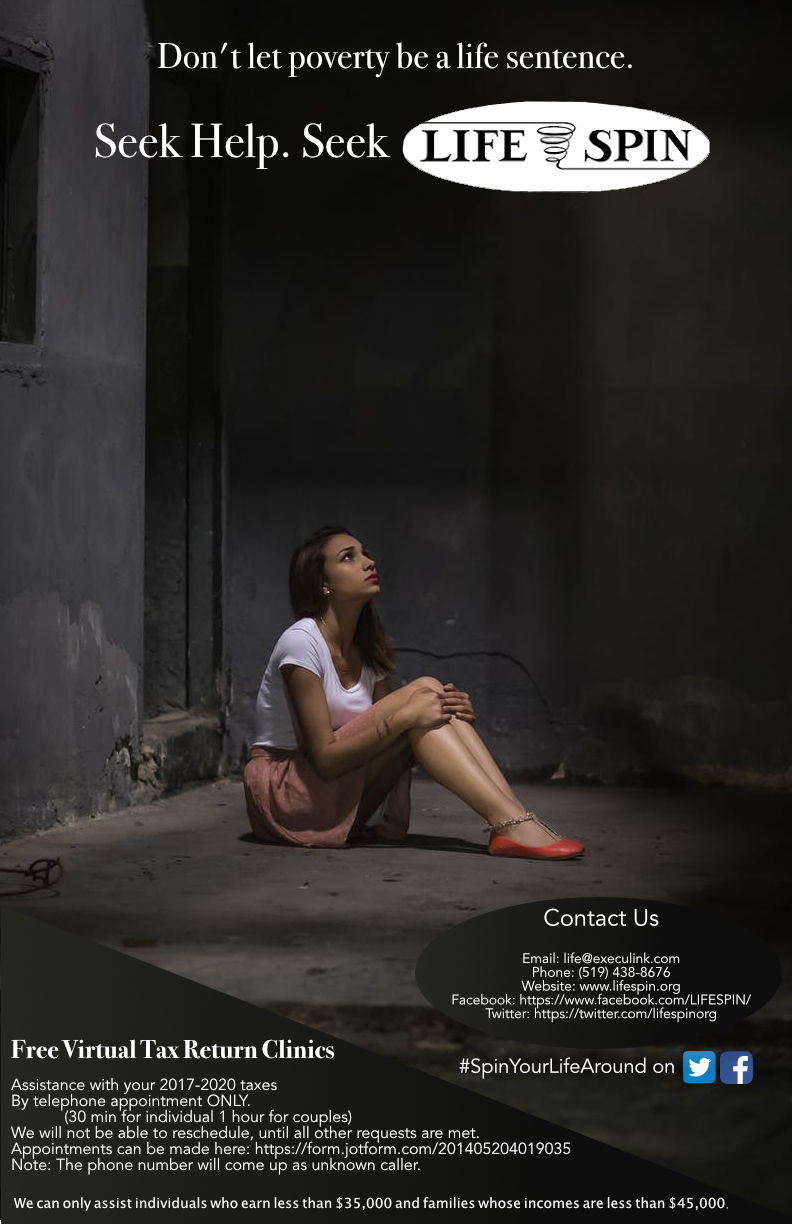 Don't let poverty be a life sentence.
Seek Help. Seek LIFE SPIN
Contact Us
Email: life@execulink.com
Phone: (519) 438-8676
Website: www.lifespin.org
Facebook: https://www.facebook.com/LIFESPIN/
Twitter: https://twitter.com/lifespinorg
#SpinYourLifeAround on
Free Virtual Tax Return Clinics
Assistance with your 2017-2020 taxes
By telephone appointment ONLY.
(30 min for individual 1 hour for couples)
We will not be able to reschedule, until all other requests are met.
Appointments can be made here: https://form.jotform.com/201405204019035
Note: The phone number will come up as unknown caller.
We can only assist individuals who earn less than $35,000 and families whose incomes are less than $45,000.